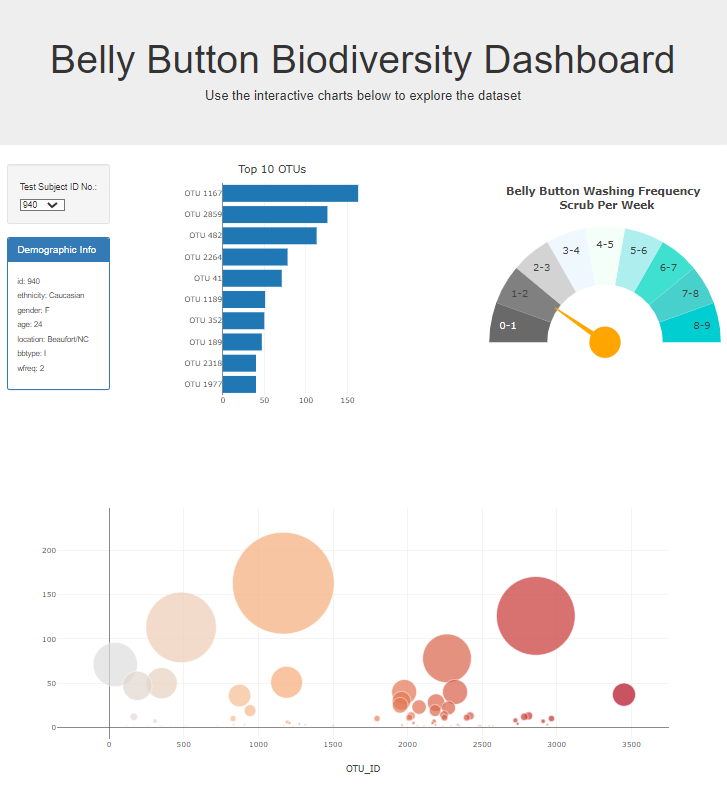 Belly Button Biodiversity Dashboard
Use the interactive charts below to explore the dataset
Test Subject ID No.:
940
Demographic Info
id: 940
ethnicity: Caucasian
gender: F
age: 24
location: Beaufort/NC
bbtype: I
wfreq: 2
Top 10 OTUs
OTU 1167
OTU 2859
OTU 482
OTU 2264
OTU 41
OTU 1189
OTU 352
OTU 189
OTU 2318
OTU 1977
0 50 100 150
Belly Button Washing Frequency
Scrub Per Week
0-1
1-2
2-3
3-4
4-5
5-6
6-7
7-8
8-9
200
150
100
50
0
0 500 1000 1500 2000 2500 3000 3500
OTU_ID